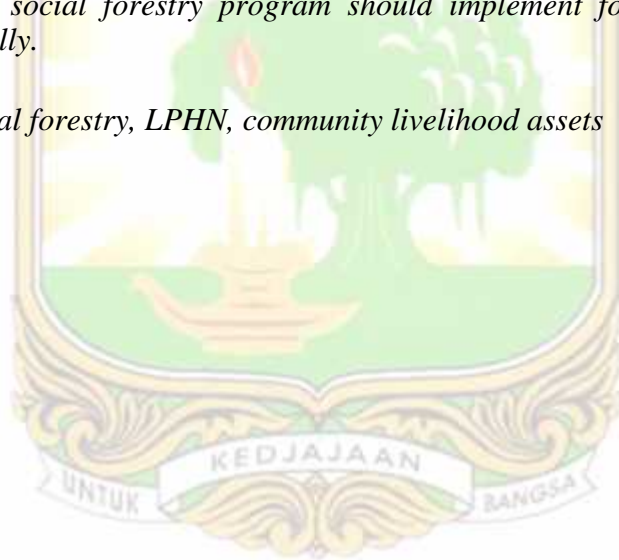 social forestry program should implement fo
lly.
al forestry, LPHN, community livelihood assets
UNTUK KEDJAJAAN BANGSA